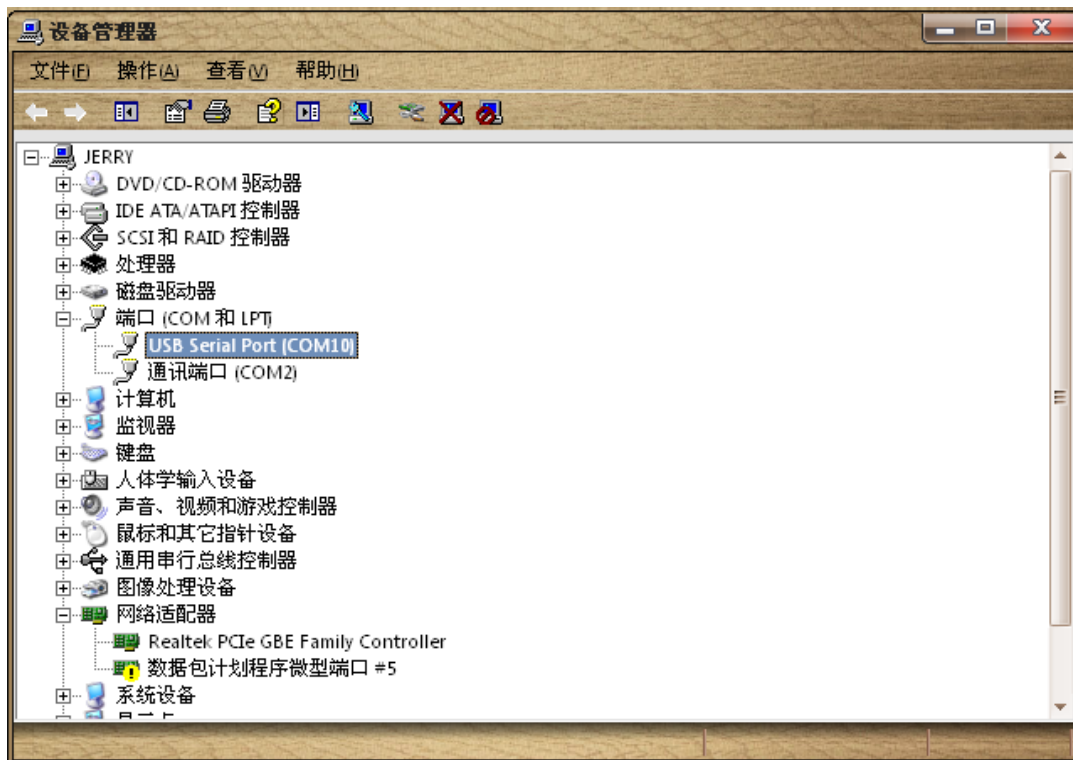 设备管理器
文件(F) 操作(A) 查看(V) 帮助(H)
JERRY
DVD/CD-ROM 驱动器
IDE ATA/ATAPI 控制器
SCSI 和 RAID 控制器
处理器
磁盘驱动器
端口 (COM 和 LPT)
USB Serial Port (COM10)
通讯端口 (COM2)
计算机
监视器
键盘
人体学输入设备
声音、视频和游戏控制器
鼠标和其它指针设备
通用串行总线控制器
图像处理设备
网络适配器
Realtek PCIe GBE Family Controller
数据包计划程序微型端口 #5
系统设备